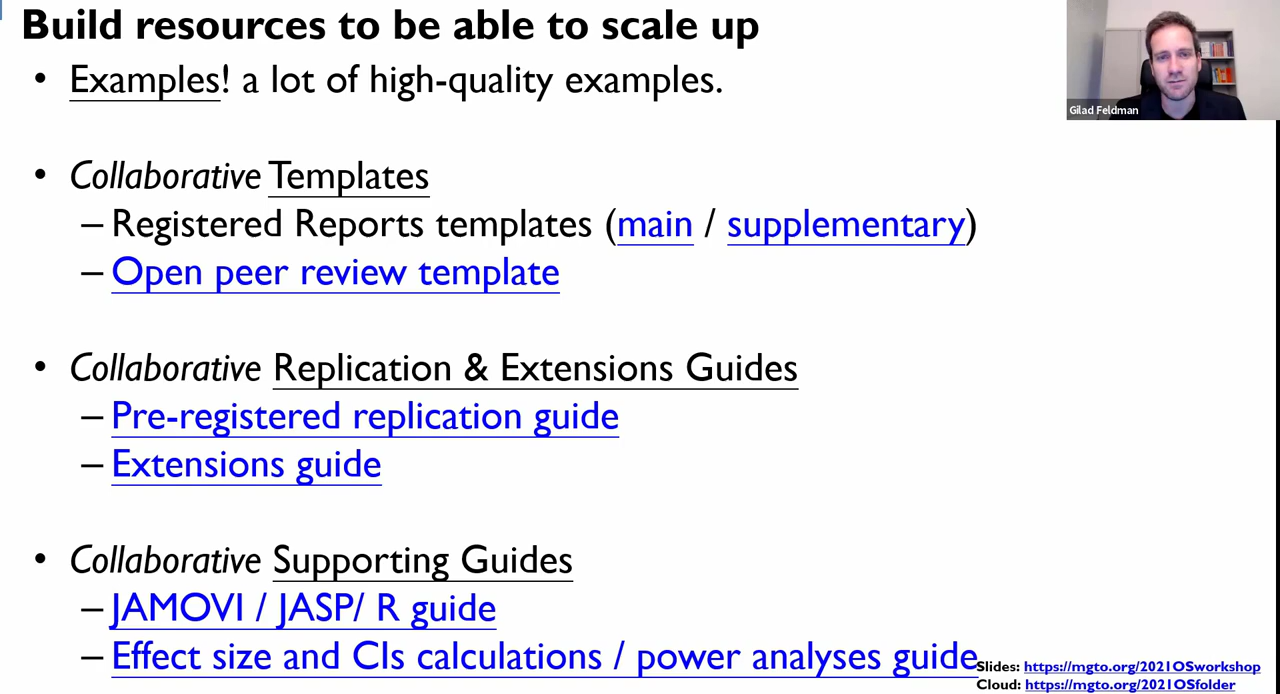 Build resources to be able to scale up
• Examples! a lot of high-quality examples.
Gilad Feldman
• Collaborative Templates
– Registered Reports templates (main / supplementary)
– Open peer review template
• Collaborative Replication & Extensions Guides
– Pre-registered replication guide
– Extensions guide
• Collaborative Supporting Guides
– JAMOVI / JASP/ R guide
– Effect size and CIs calculations / power analyses guide
Slides: https://mgto.org/2021OSworkshop
Cloud: https://mgto.org/2021OSfolder